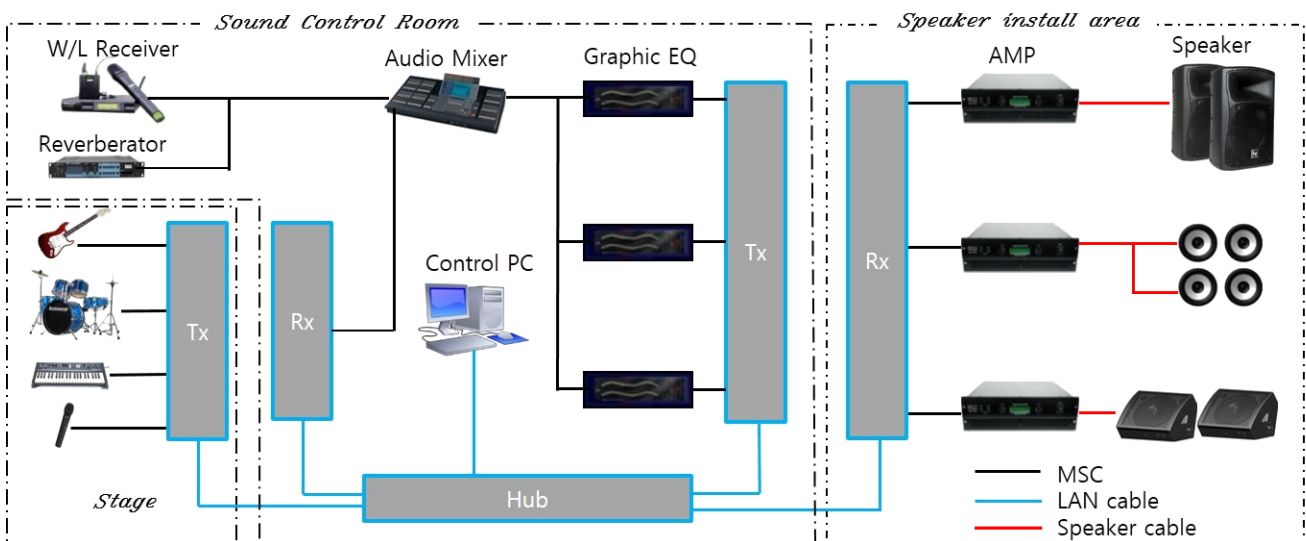 Sound Control Room
Speaker install area
W/L Receiver
Audio Mixer
Graphic EQ
AMP
Speaker
Reverberator
Control PC
Tx
Rx
Tx
Rx
Hub
Stage
MSC
LAN cable
Speaker cable